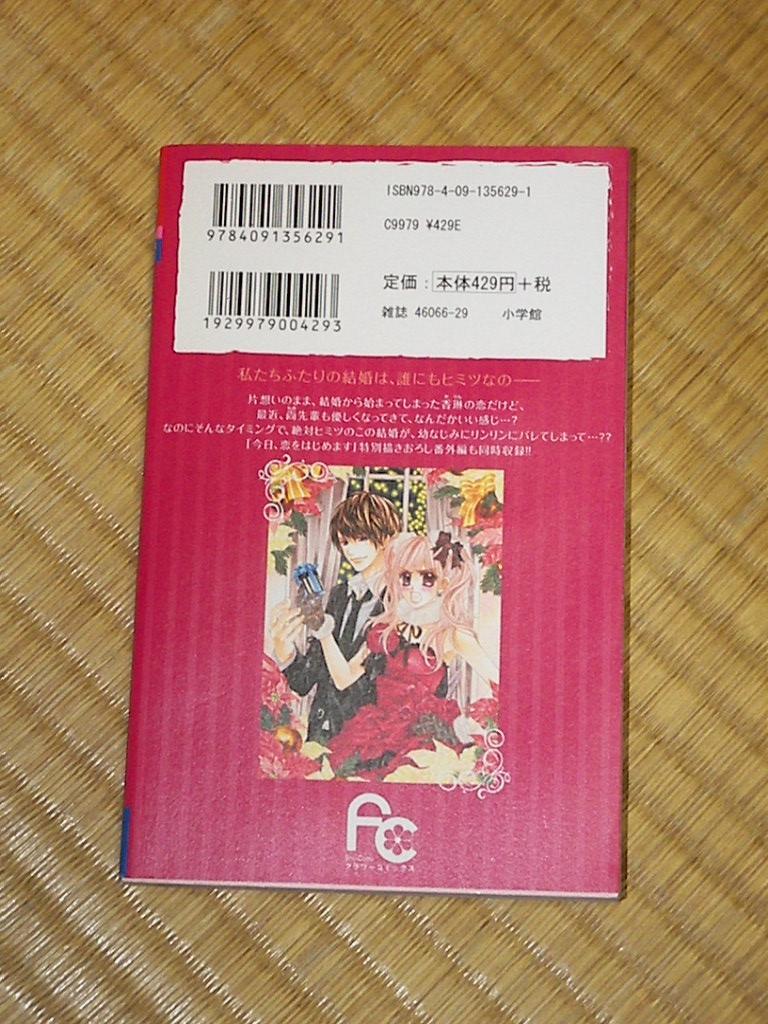 ISBN978-4-09-135629-1
9784091356291
C9979 ¥429E
定価：本体429円＋税
1929979004293
雑誌 46066-29 小学館
私たちふたりの結婚は、誰にもヒミツなの――
片想いのまま、結婚から始まってしまった香琳の恋だけど、
最近、尚先輩も優しくなってきて、なんだかいい感じ…?
なのにそんなタイミングで、絶対ヒミツのこの結婚が、幼なじみにリンリンにバレてしまって…??
「今日、恋をはじめます」特別描きおろし番外編も同時収録!!
FC
フラワーコミックス